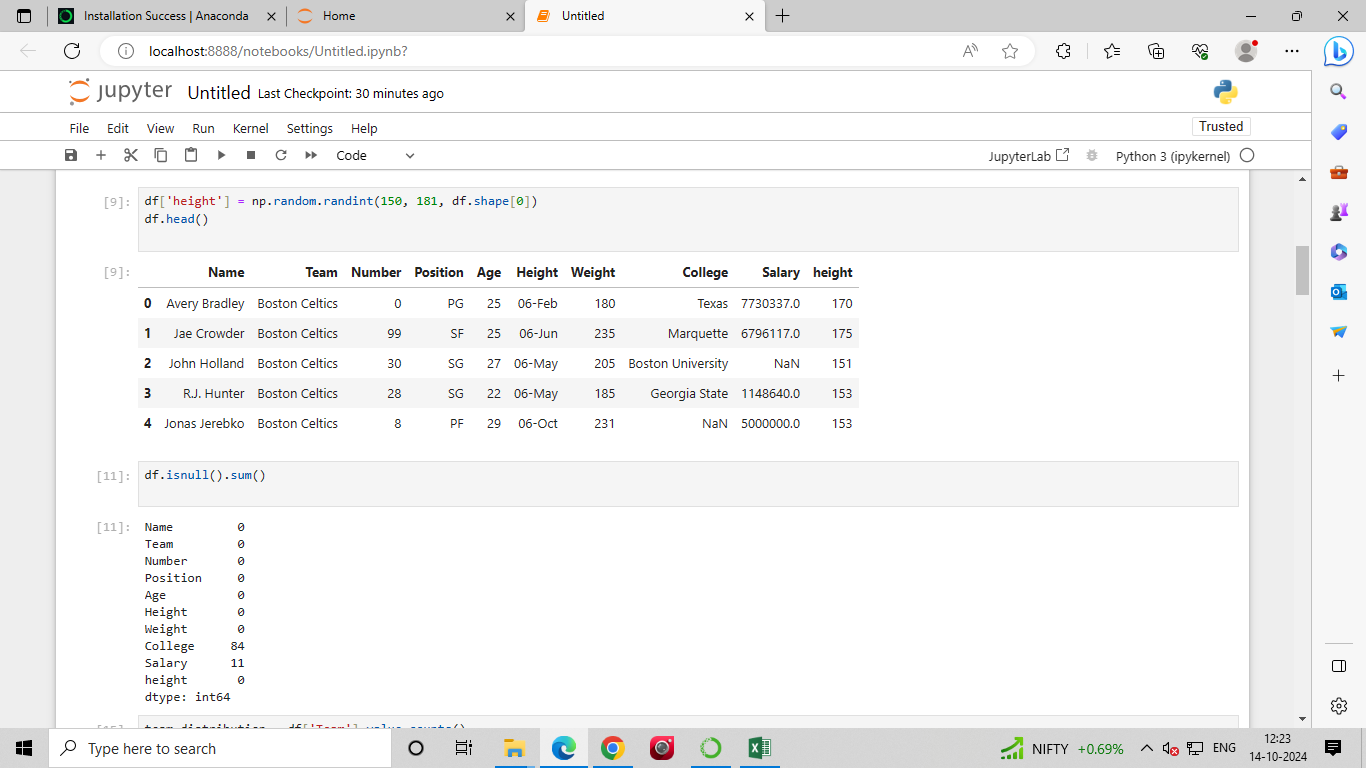 Installation Success | Anaconda
Home
Untitled
localhost:8888/notebooks/Untitled.ipynb?
jupyter Untitled Last Checkpoint: 30 minutes ago
File Edit View Run Kernel Settings Help
Trusted
Code
JupyterLab
Python 3 (ipykernel)
[9]: df['height'] = np.random.randint(150, 181, df.shape[0])
df.head()
[9]: Name Team Number Position Age Height Weight College Salary height
0 Avery Bradley Boston Celtics 0 PG 25 06-Feb 180 Texas 7730337.0 170
1 Jae Crowder Boston Celtics 99 SF 25 06-Jun 235 Marquette 6796117.0 175
2 John Holland Boston Celtics 30 SG 27 06-May 205 Boston University NaN 151
3 R.J. Hunter Boston Celtics 28 SG 22 06-May 185 Georgia State 1148640.0 153
4 Jonas Jerebko Boston Celtics 8 PF 29 06-Oct 231 NaN 5000000.0 153
[11]: df.isnull().sum()
[11]: Name 0
Team 0
Number 0
Position 0
Age 0
Height 0
Weight 0
College 84
Salary 11
height 0
dtype: int64
team_distribution = df['Team'].value_counts()
Type here to search
NIFTY +0.69%
ENG
12:23
14-10-2024